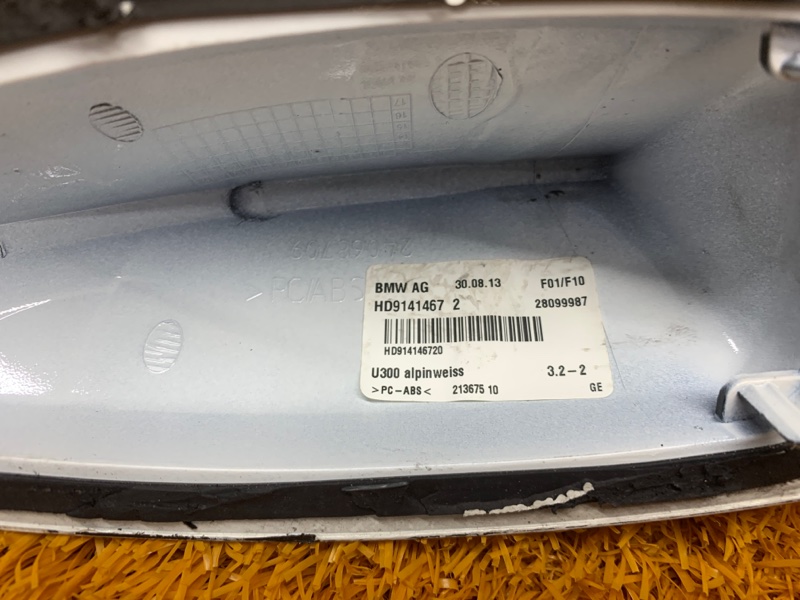 BMW AG 30.08.13 F01/F10
HD9141467 2 28099987
HD914146720
U300 alpinweiss 3.2-2
>PC-ABS< 213675 10 GE